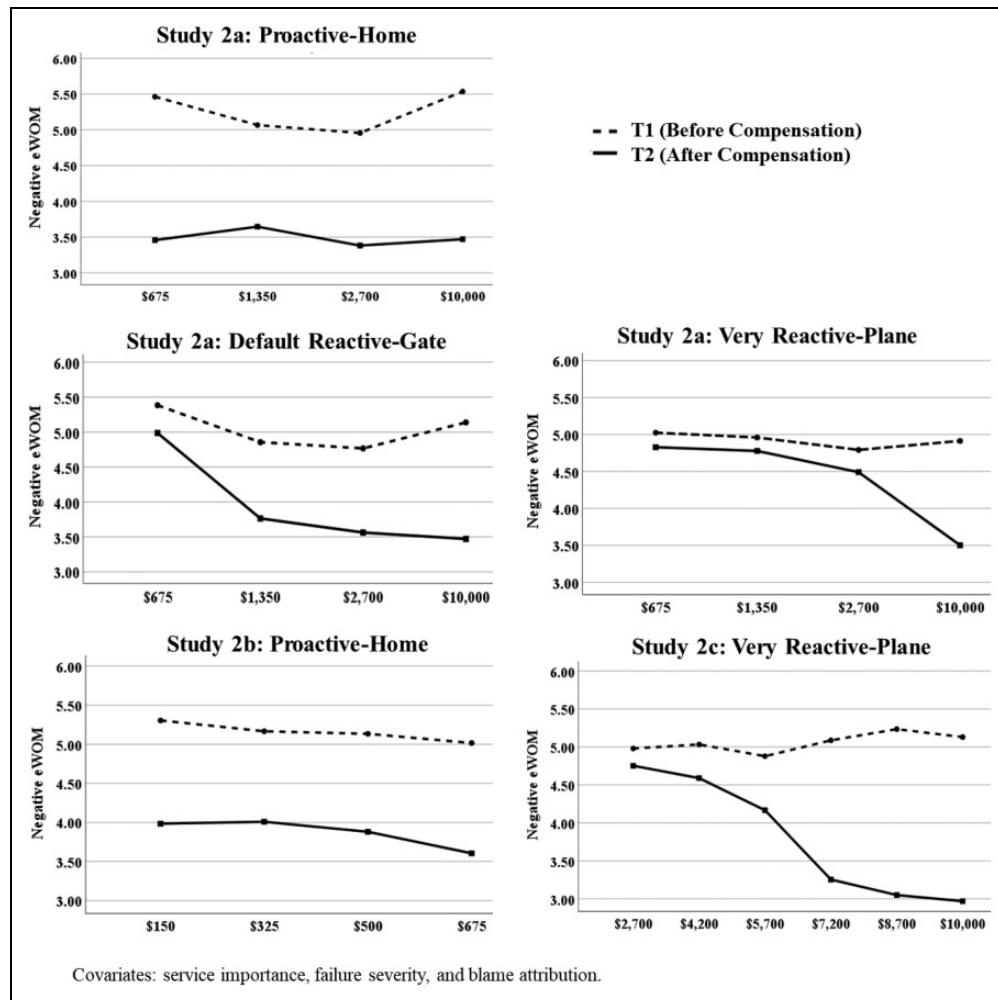 Study 2a: Proactive-Home
Negative eWOM
6.00
5.50
5.00
4.50
4.00
3.50
3.00
$675 $1,350 $2,700 $10,000
T1 (Before Compensation)
T2 (After Compensation)
Study 2a: Default Reactive-Gate
Negative eWOM
6.00
5.50
5.00
4.50
4.00
3.50
3.00
$675 $1,350 $2,700 $10,000
Study 2a: Very Reactive-Plane
Negative eWOM
6.00
5.50
5.00
4.50
4.00
3.50
3.00
$675 $1,350 $2,700 $10,000
Study 2b: Proactive-Home
Negative eWOM
6.00
5.50
5.00
4.50
4.00
3.50
3.00
$150 $325 $500 $675
Study 2c: Very Reactive-Plane
Negative eWOM
6.00
5.50
5.00
4.50
4.00
3.50
3.00
$2,700 $4,200 $5,700 $7,200 $8,700 $10,000
Covariates: service importance, failure severity, and blame attribution.